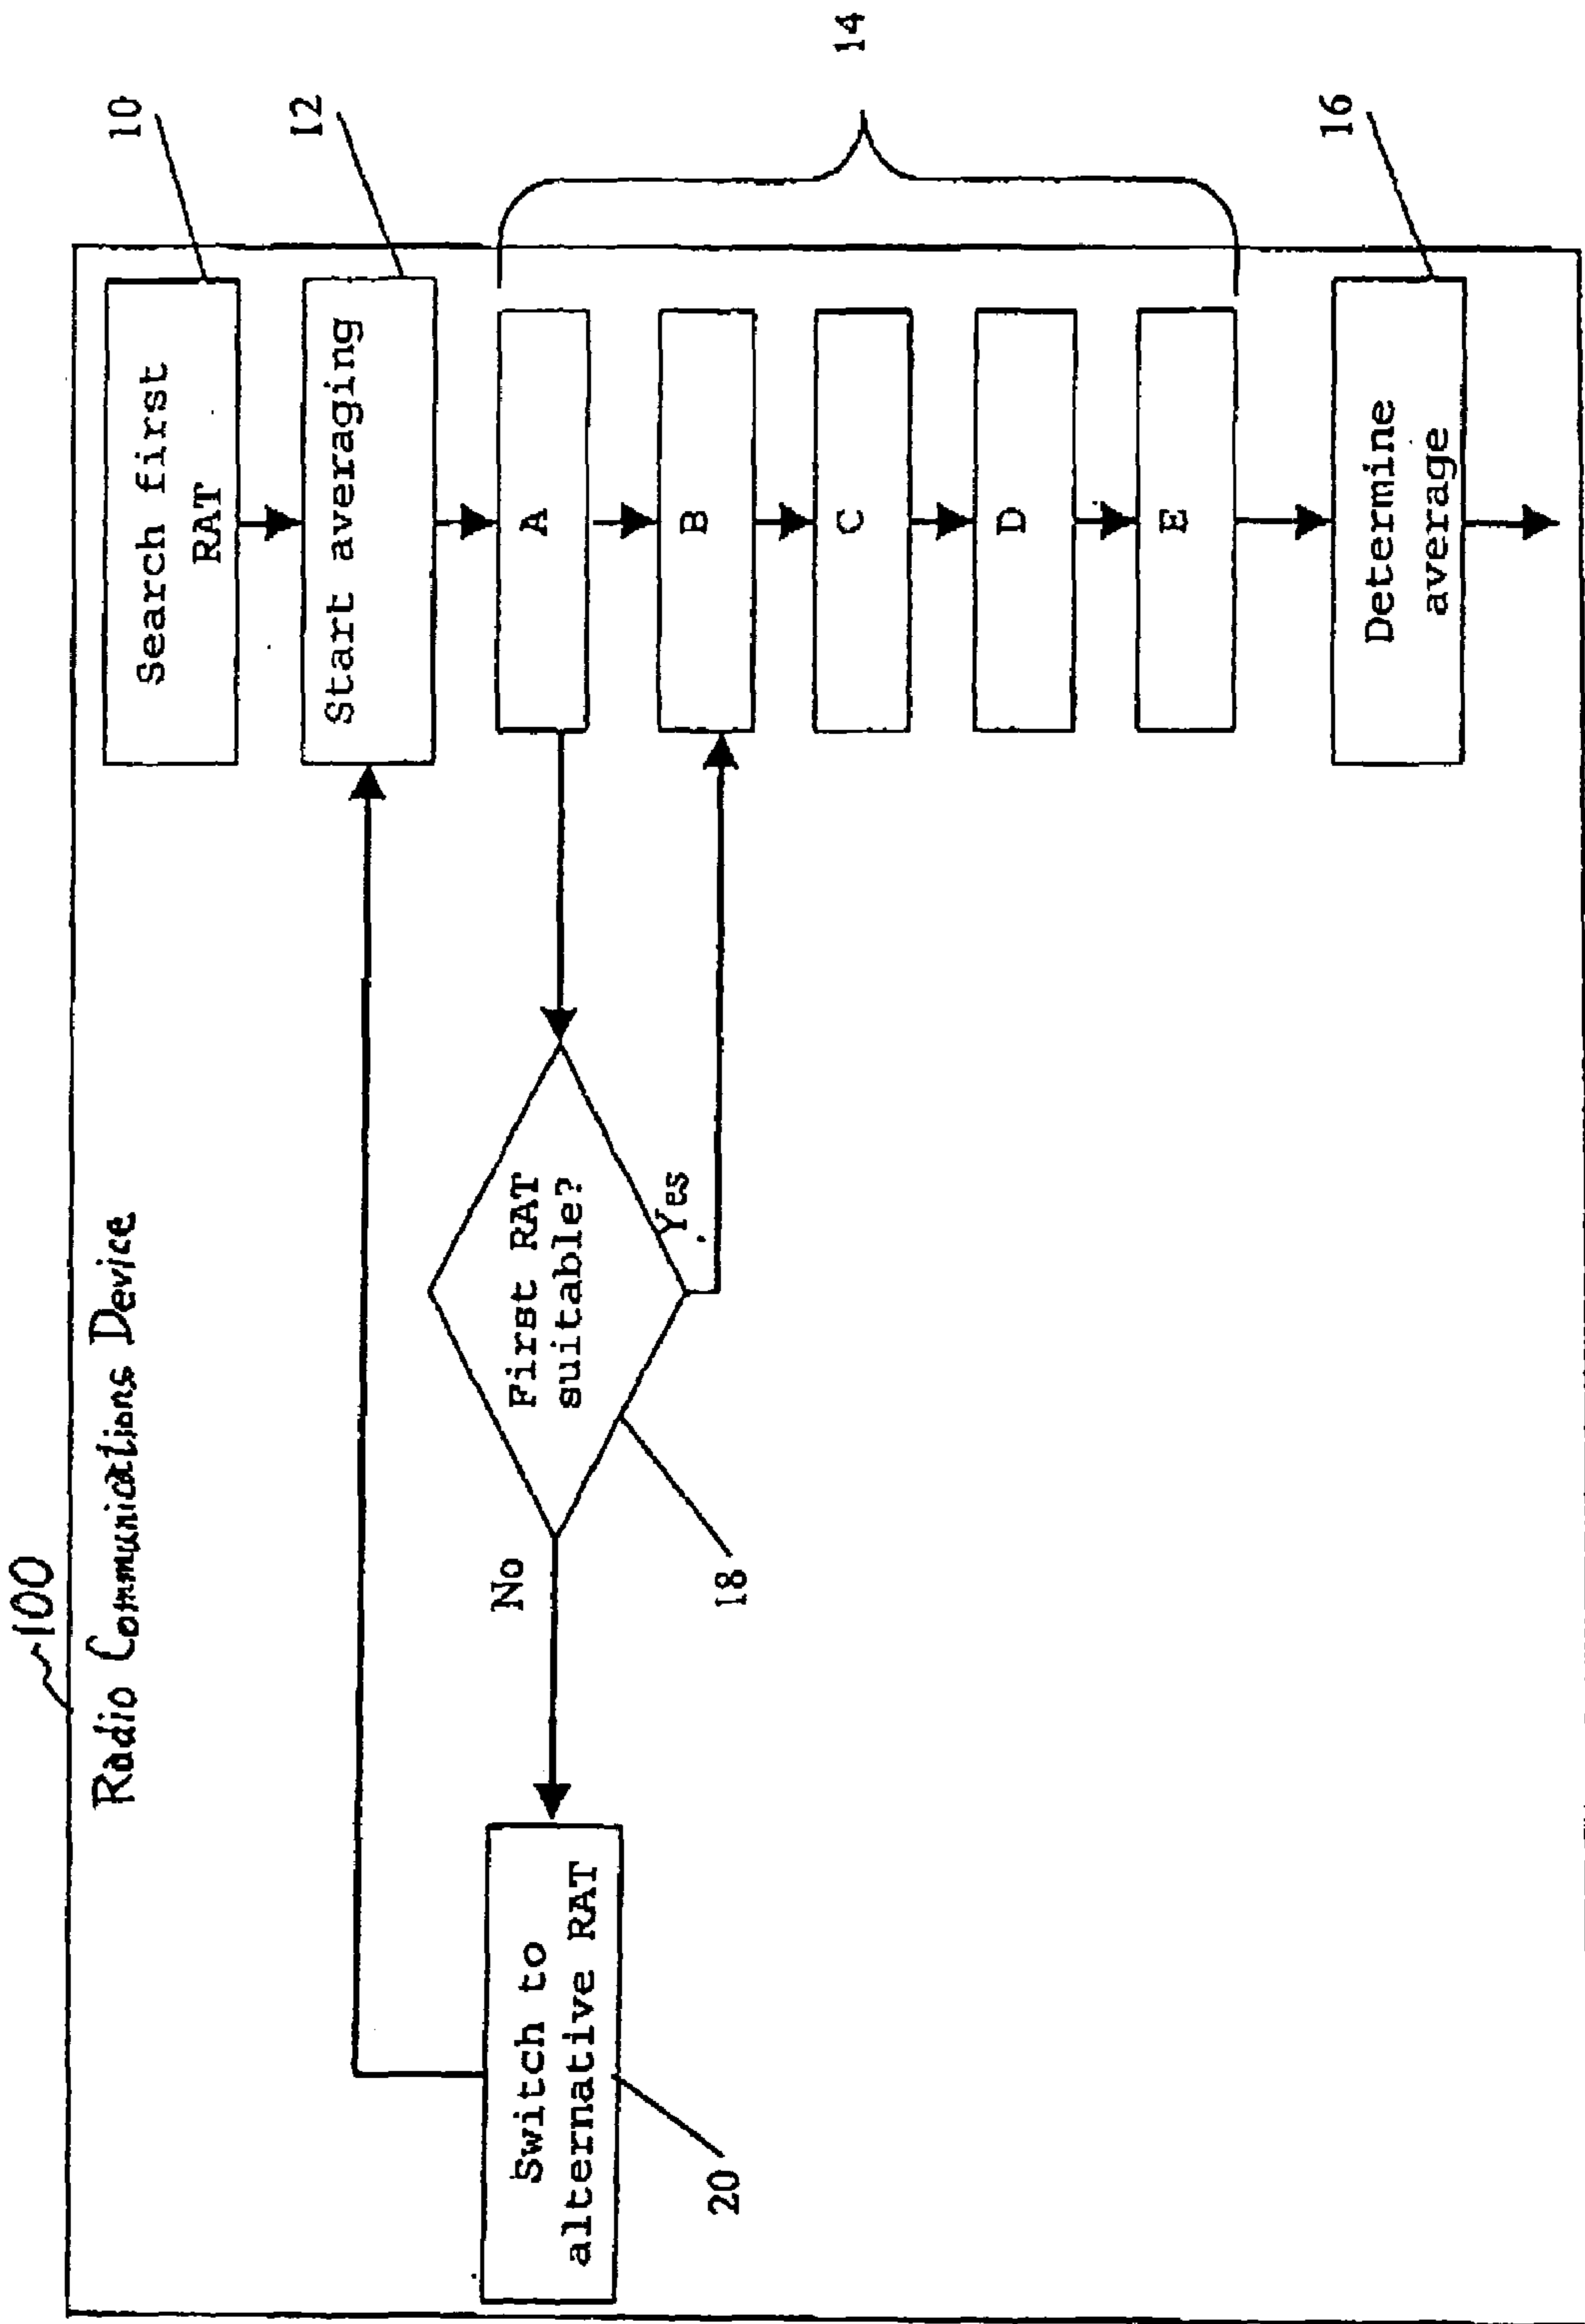 100
Radio Communications Device
Search first
RAT
10
Start averaging
12
A
B
C
D
E
14
Determine
average
16
First RAT
suitable?
Yes
No
18
Switch to
alternative RAT
20